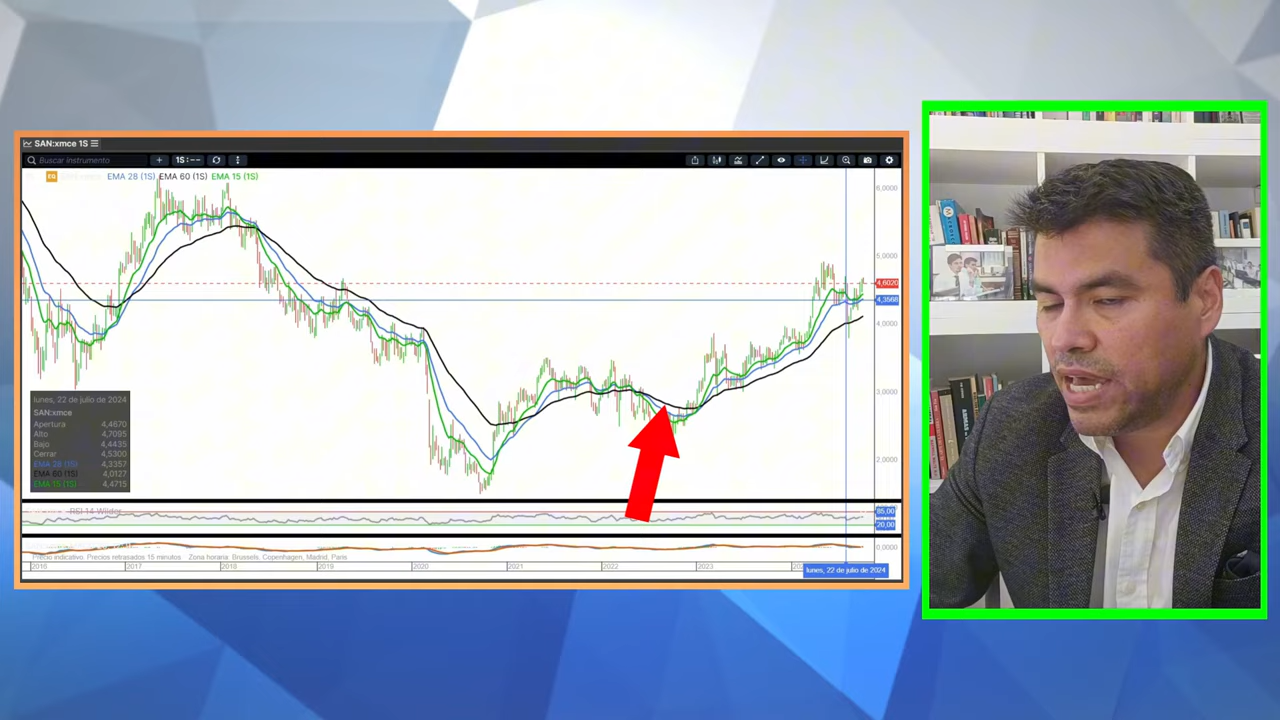 SAN:xmce 1S
Buscar instrumento
1S:--
EQ
EMA 28 (1S) EMA 60 (1S) EMA 15 (1S)
6,0000
5,0000
4,6020
4,3568
4,0000
3,0000
2,0000
lunes, 22 de julio de 2024
SAN:xmce
Apertura 4,4670
Alto 4,7095
Bajo 4,4435
Cerrar 4,5300
EMA 28 (1S) 4,3357
EMA 60 (1S) 4,0127
EMA 15 (1S) 4,4715
RSI 14 Wilder
85,00
20,00
0,0000
Precio indicativo. Precios retrasados 15 minutos Zona horaria Brussels, Copenhagen, Madrid, Paris
2016 2017 2018 2019 2020 2021 2022 2023
lunes, 22 de julio de 2024